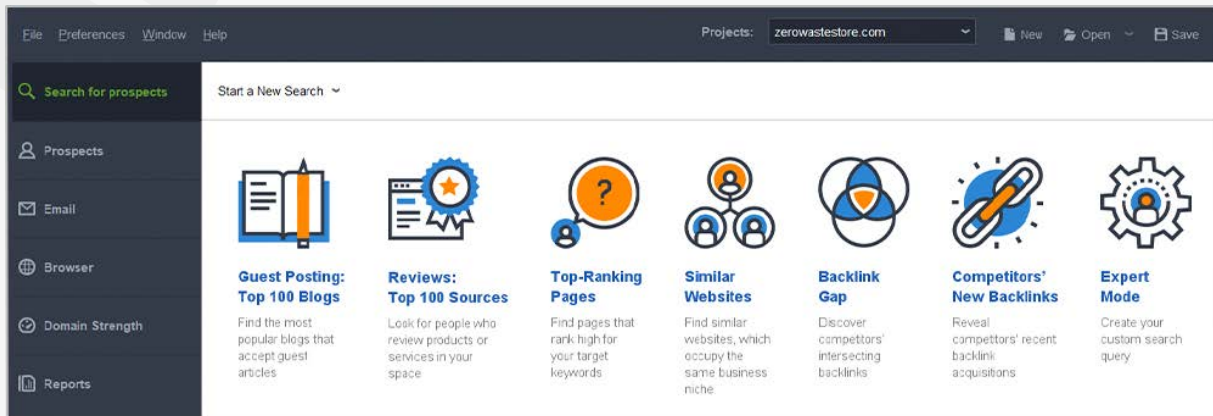 File Preferences Window Help
Projects: zerowastestore.com New Open Save
Search for prospects
Prospects
Email
Browser
Domain Strength
Reports
Start a New Search
Guest Posting:
Top 100 Blogs
Find the most
popular blogs that
accept guest
articles
Reviews:
Top 100 Sources
Look for people who
review products or
services in your
space
Top-Ranking
Pages
Find pages that
rank high for
your target
keywords
Similar
Websites
Find similar
websites, which
occupy the
same business
niche
Backlink
Gap
Discover
competitors'
intersecting
backlinks
Competitors'
New Backlinks
Reveal
competitors' recent
backlink
acquisitions
Expert
Mode
Create your
custom search
query